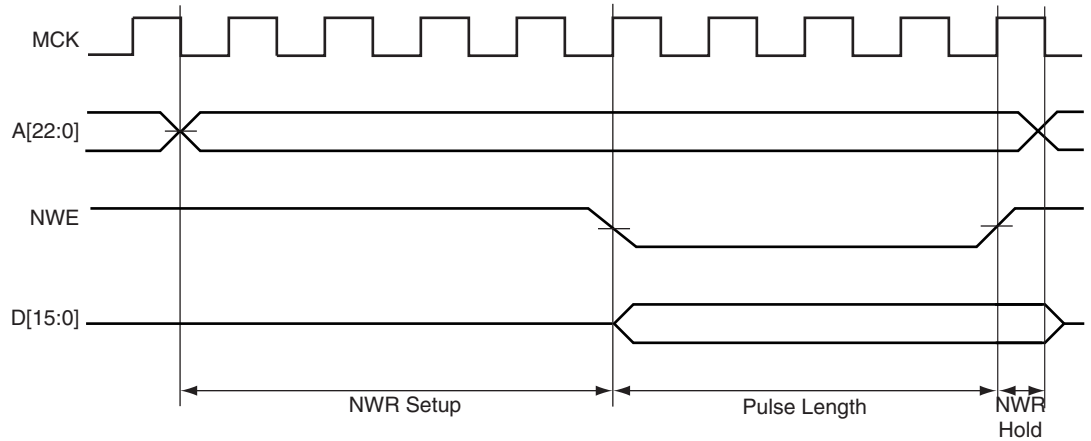 MCK
A[22:0]
NWE
D[15:0]
NWR Setup
Pulse Length
NWR
Hold